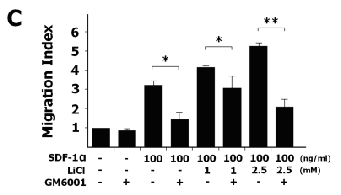 C
Migration Index
6
5
4
3
2
1
* * **
SDF-1α - - 100 100 100 100 100 100 (ng/ml)
LiCl - - - - 1 1 2.5 2.5 (mM)
GM6001 - + - + - + - +